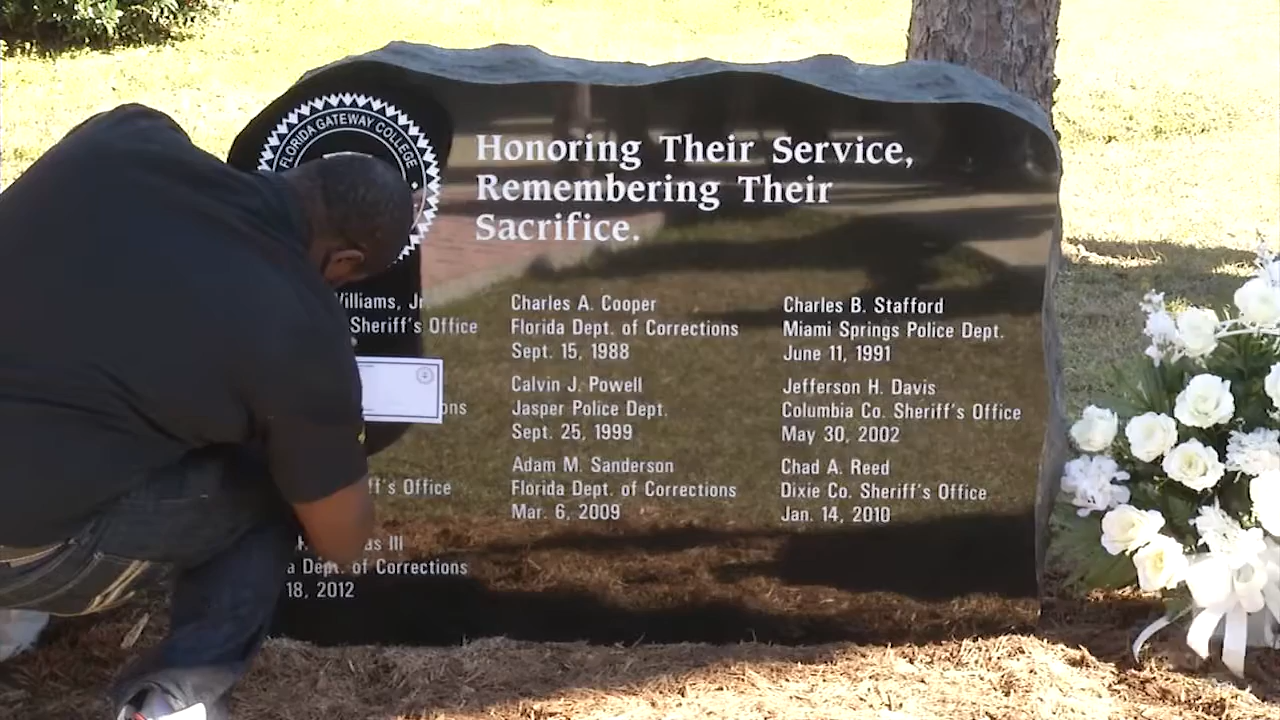 FLORIDA GATEWAY COLLEGE
Honoring Their Service,
Remembering Their
Sacrifice.
Williams, Jr
Sheriff's Office
Office
III
Dept. of Corrections
18, 2012
Charles A. Cooper
Florida Dept. of Corrections
Sept. 15, 1988
Calvin J. Powell
Jasper Police Dept.
Sept. 25, 1999
Adam M. Sanderson
Florida Dept. of Corrections
Mar. 6, 2009
Charles B. Stafford
Miami Springs Police Dept.
June 11, 1991
Jefferson H. Davis
Columbia Co. Sheriff's Office
May 30, 2002
Chad A. Reed
Dixie Co. Sheriff's Office
Jan. 14, 2010